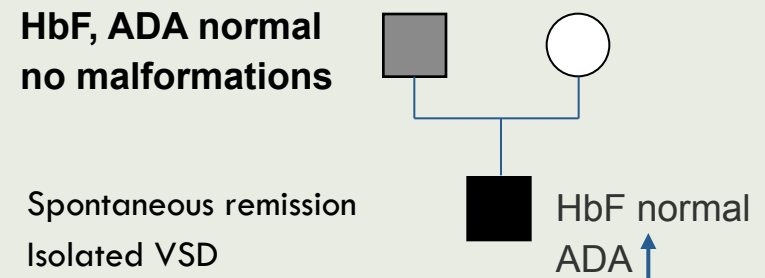 HbF, ADA normal
no malformations
Spontaneous remission
Isolated VSD
HbF normal
ADA